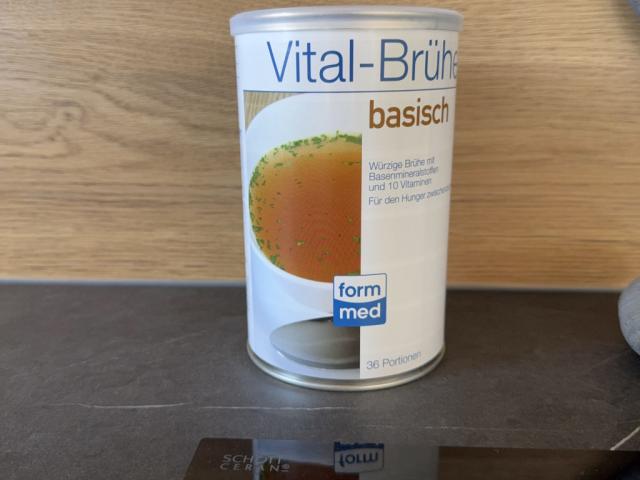 Vital-Brühe
basisch
Würzige Brühe mit
Basenmineralstoffen
und 10 Vitaminen
Für den Hunger
form
med
36 Portionen
SCHOTT
CERAN®